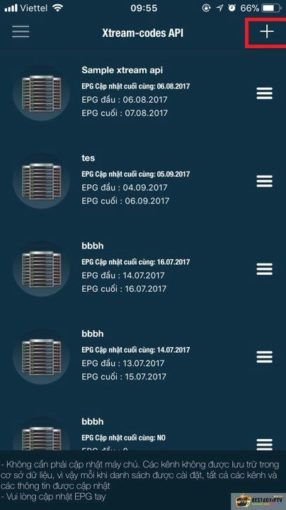 Viettel 09:55 66%
Xtream-codes API
Sample xtream api
EPG Cập nhật cuối cùng: 06.08.2017
EPG đầu : 06.08.2017
EPG cuối : 07.08.2017
tes
EPG Cập nhật cuối cùng: 05.09.2017
EPG đầu : 04.09.2017
EPG cuối : 06.09.2017
bbbh
EPG Cập nhật cuối cùng: 16.07.2017
EPG đầu : 14.07.2017
EPG cuối : 16.07.2017
bbbh
EPG Cập nhật cuối cùng: 14.07.2017
EPG đầu : 13.07.2017
EPG cuối : 15.07.2017
bbbh
EPG Cập nhật cuối cùng: NO
- Không cần phải cập nhật máy chủ. Các kênh không được lưu trữ trong
cơ sở dữ liệu, vì vậy mỗi khi danh sách được cài đặt, tất cả các kênh và
các thông tin được cập nhật
- Vui lòng cập nhật EPG tay
BESTBUYIPTV